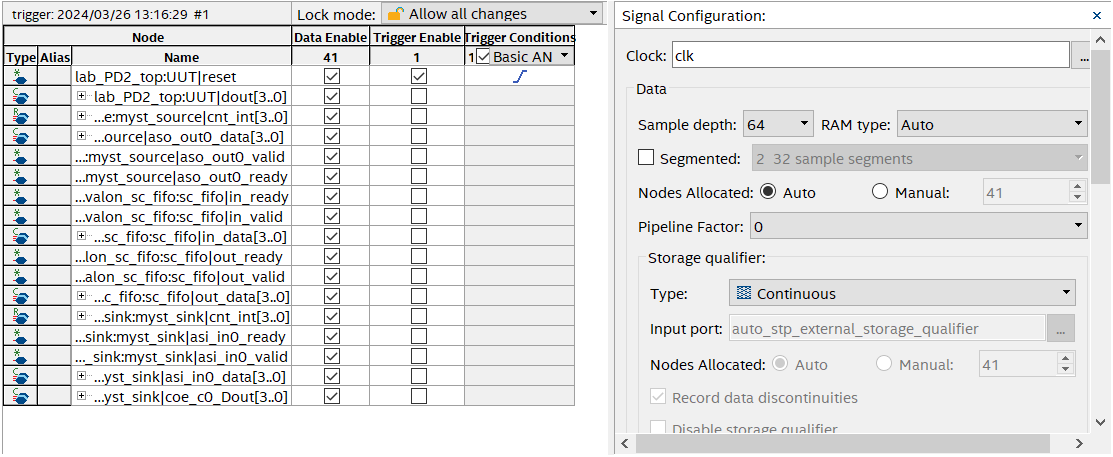 trigger: 2024/03/26 13:16:29 #1
Lock mode: Allow all changes
Node Data Enable Trigger Enable Trigger Conditions
Type Alias Name 41 1 1 Basic AN
lab_PD2_top:UUT|reset
lab_PD2_top:UUT|dout[3..0]
...e:myst_source|cnt_int[3..0]
...ource|aso_out0_data[3..0]
...:myst_source|aso_out0_valid
...myst_source|aso_out0_ready
...valon_sc_fifo:sc_fifo|in_ready
...valon_sc_fifo:sc_fifo|in_valid
...sc_fifo:sc_fifo|in_data[3..0]
...lon_sc_fifo:sc_fifo|out_ready
...alon_sc_fifo:sc_fifo|out_valid
...c_fifo:sc_fifo|out_data[3..0]
...sink:myst_sink|cnt_int[3..0]
...sink:myst_sink|asi_in0_ready
..._sink:myst_sink|asi_in0_valid
...yst_sink|asi_in0_data[3..0]
...yst_sink|coe_c0_Dout[3..0]
Signal Configuration:
Clock: clk ...
Data
Sample depth: 64 RAM type: Auto
Segmented: 2 32 sample segments
Nodes Allocated: Auto Manual: 41
Pipeline Factor: 0
Storage qualifier:
Type: Continuous
Input port: auto_stp_external_storage_qualifier ...
Nodes Allocated: Auto Manual: 41
Record data discontinuities
Disable storage qualifier